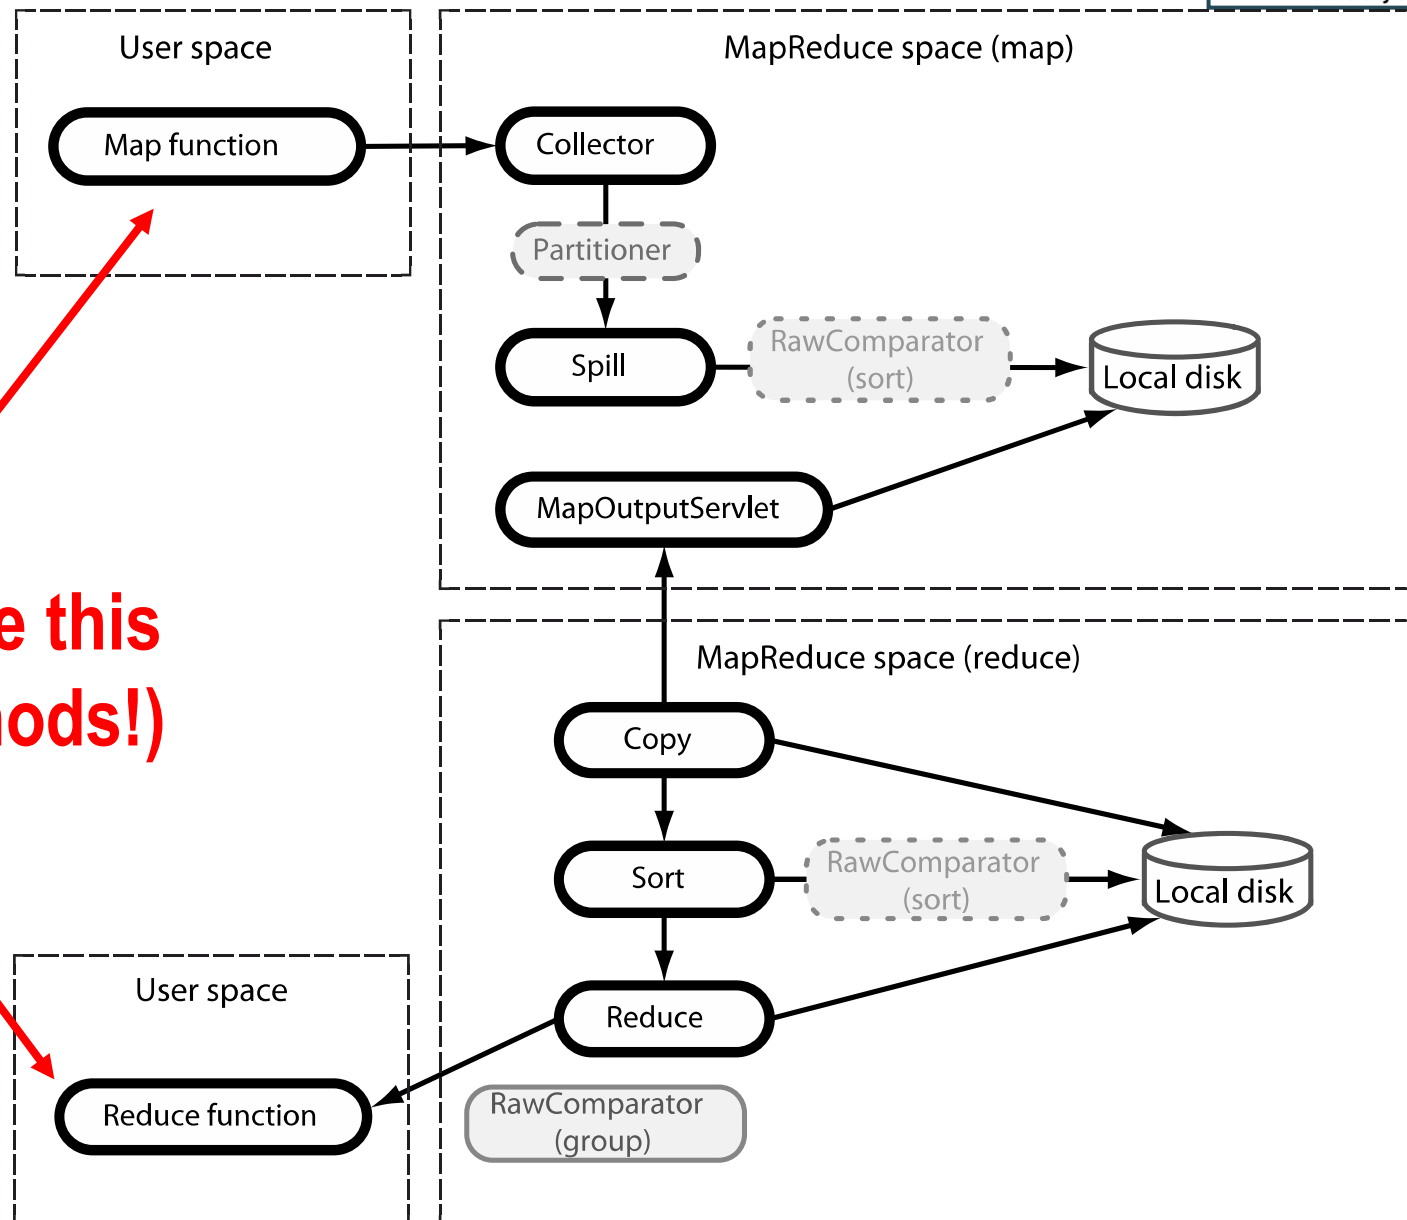 User space
MapReduce space (map)
Map function
Collector
Partitioner
RawComparator
(sort)
Spill
Local disk
MapOutputServlet
this
MapReduce space (reduce)
Copy
RawComparator
(sort)
Sort
Local disk
User space
Reduce
Reduce function
RawComparator
(group)